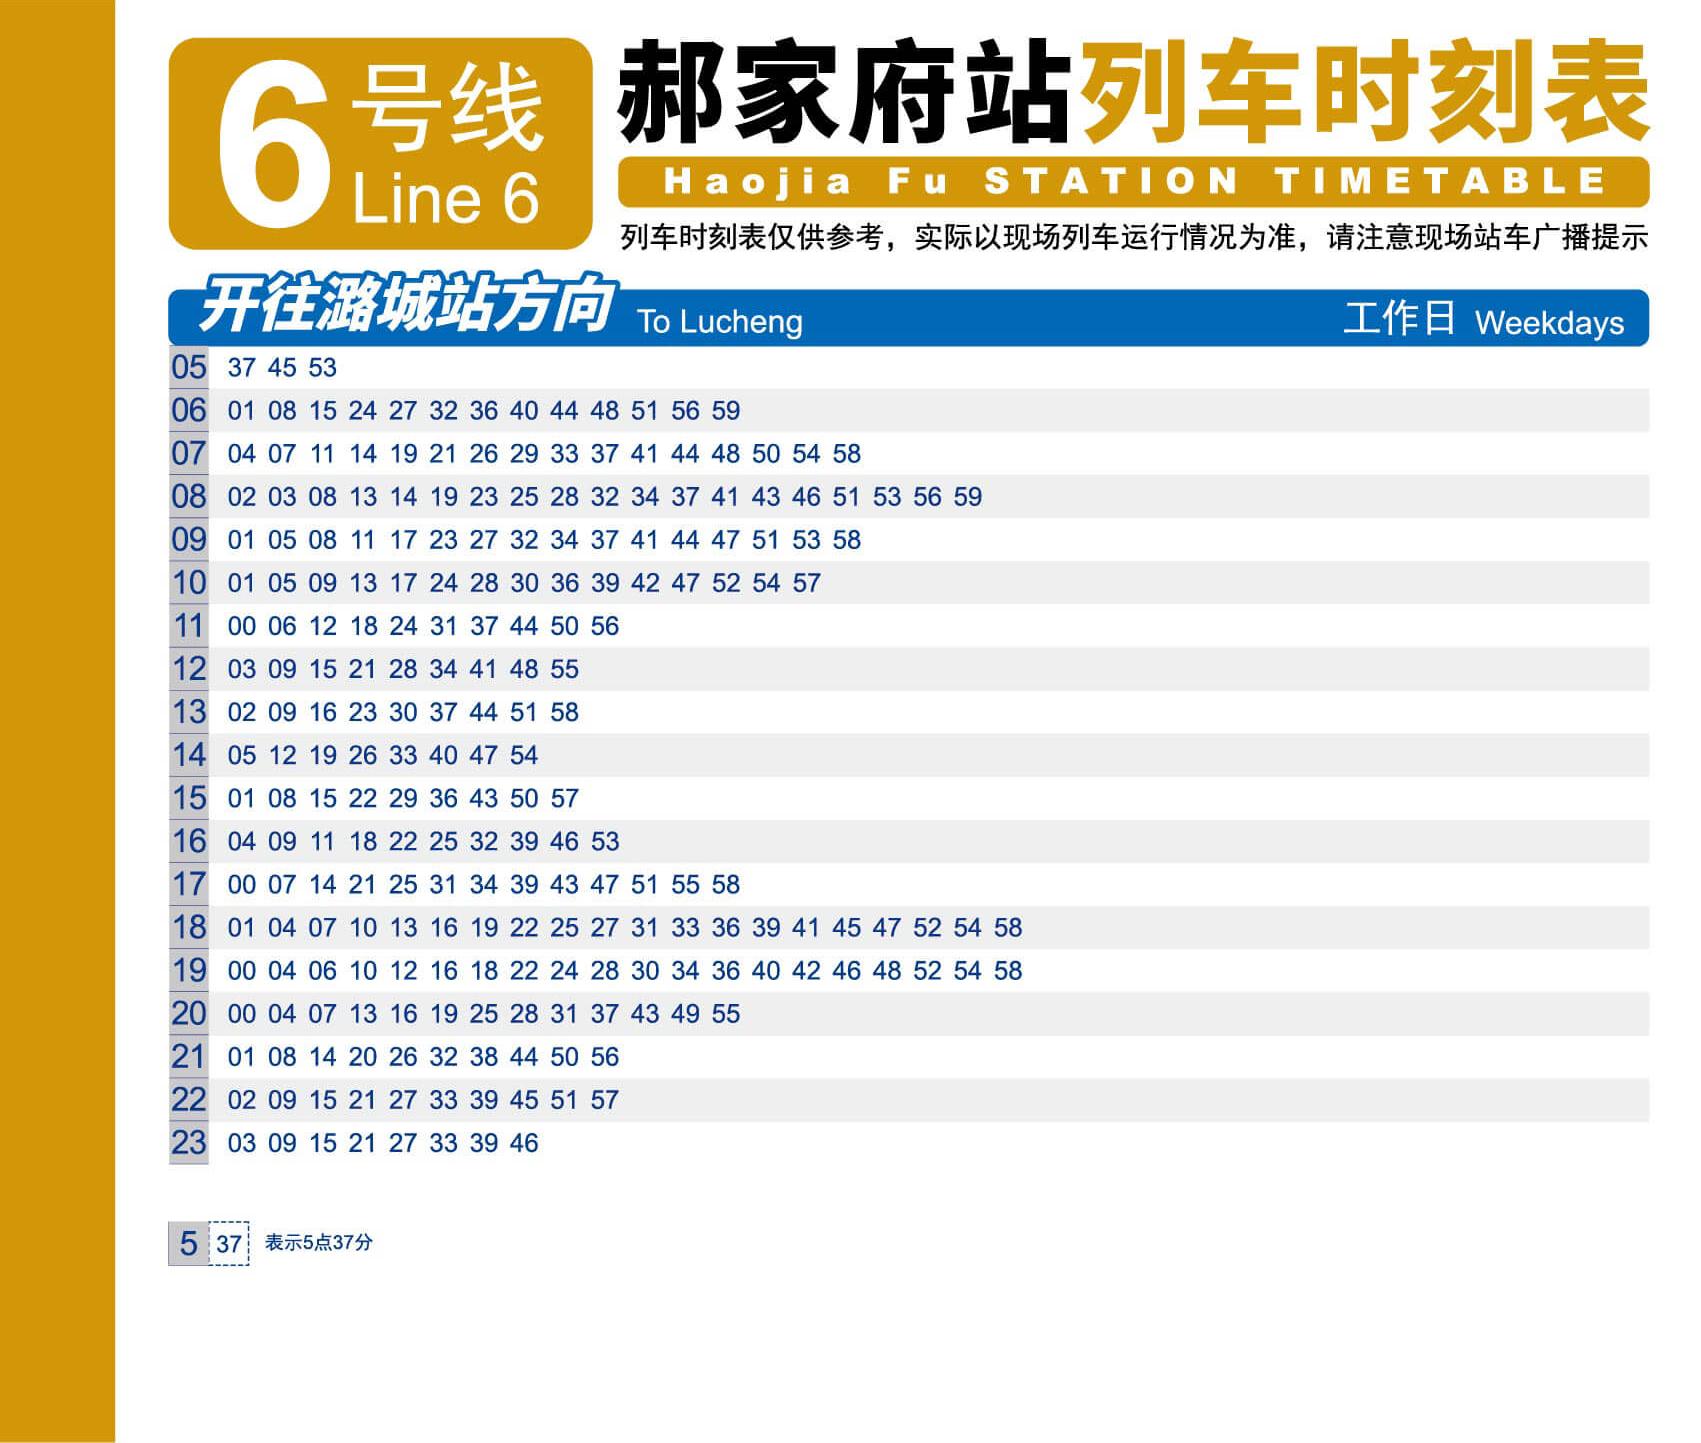 6号线
Line 6
郝家府站列车时刻表
Haojia Fu STATION TIMETABLE
列车时刻表仅供参考，实际以现场列车运行情况为准，请注意现场站车广播提示
开往潞城站方向 To Lucheng 工作日 Weekdays
05 37 45 53
06 01 08 15 24 27 32 36 40 44 48 51 56 59
07 04 07 11 14 19 21 26 29 33 37 41 44 48 50 54 58
08 02 03 08 13 14 19 23 25 28 32 34 37 41 43 46 51 53 56 59
09 01 05 08 11 17 23 27 32 34 37 41 44 47 51 53 58
10 01 05 09 13 17 24 28 30 36 39 42 47 52 54 57
11 00 06 12 18 24 31 37 44 50 56
12 03 09 15 21 28 34 41 48 55
13 02 09 16 23 30 37 44 51 58
14 05 12 19 26 33 40 47 54
15 01 08 15 22 29 36 43 50 57
16 04 09 11 18 22 25 32 39 46 53
17 00 07 14 21 25 31 34 39 43 47 51 55 58
18 01 04 07 10 13 16 19 22 25 27 31 33 36 39 41 45 47 52 54 58
19 00 04 06 10 12 16 18 22 24 28 30 34 36 40 42 46 48 52 54 58
20 00 04 07 13 16 19 25 28 31 37 43 49 55
21 01 08 14 20 26 32 38 44 50 56
22 02 09 15 21 27 33 39 45 51 57
23 03 09 15 21 27 33 39 46
5 37 表示5点37分